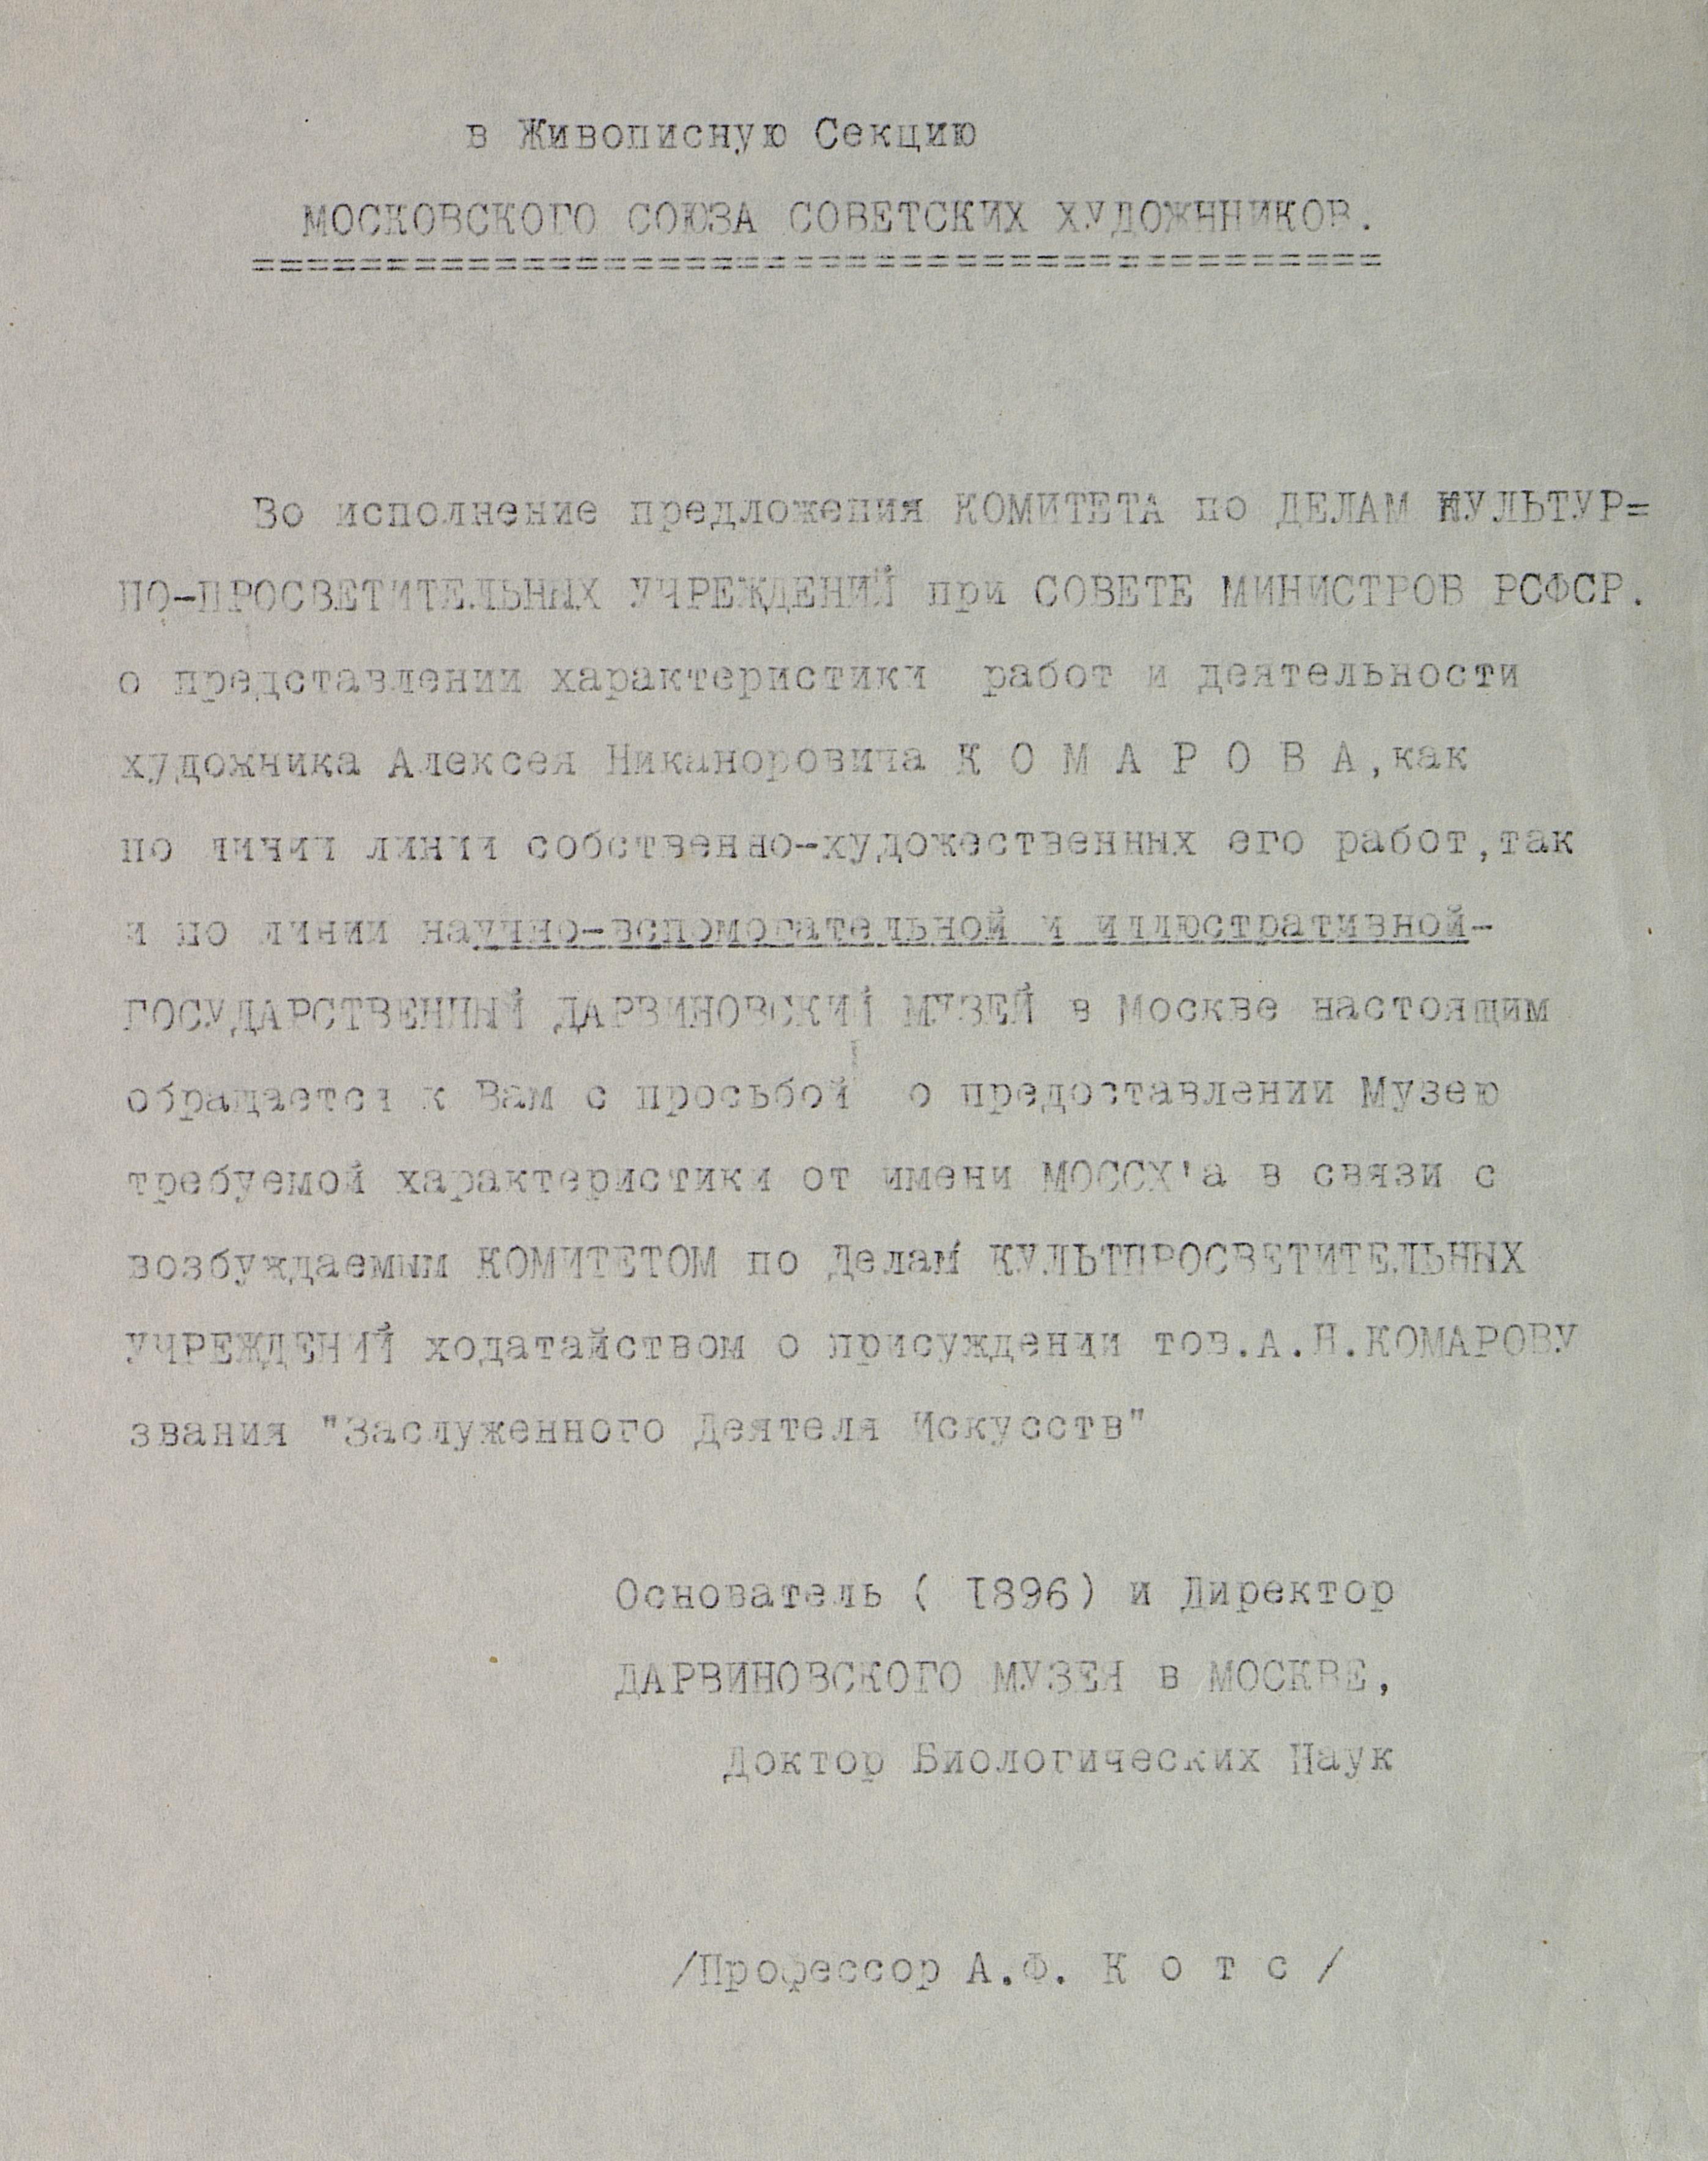 в Живописную Секцию
МОСКОВСКОГО СОЮЗА СОВЕТСКИХ ХУДОЖННИКОВ.
==========================================
Во исполнение предложения КОМИТЕТА по ДЕЛАМ КУЛЬТУР=
НО-ПРОСВЕТИТЕЛЬНЫХ УЧРЕЖДЕНИЙ при СОВЕТЕ МИНИСТРОВ РСФСР.
о представлении характеристики работ и деятельности
художника Алексея Никаноровича К О М А Р О В А,как
по линии линии собственно-художественных его работ,так
и по линии научно-вспомогательной и иллюстративной-
ГОСУДАРСТВЕННЫЙ ДАРВИНОВСКИЙ МУЗЕЙ в Москве настоящим
обращается к Вам с просьбой о предоставлении Музею
требуемой характеристики от имени МОССХ'а в связи с
возбуждаемым КОМИТЕТОМ по Делам КУЛЬТПРОСВЕТИТЕЛЬНЫХ
УЧРЕЖДЕНИЙ ходатайством о присуждении тов.А.Н.КОМАРОВУ
звания "Заслуженного Деятеля Искусств"
Основатель ( 1896) и Директор
ДАРВИНОВСКОГО МУЗЕЯ в МОСКВЕ,
Доктор Биологических Наук
/Профессор А.Ф. К о т с /